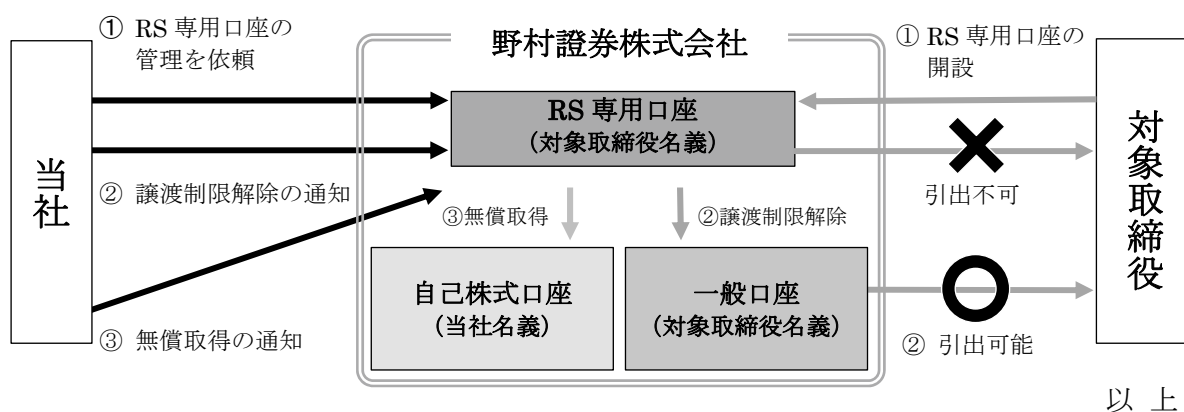 ① RS 専用口座の
管理を依頼
野村證券株式会社
① RS 専用口座の
開設
当社
RS 専用口座
(対象取締役名義)
対象取締役
② 譲渡制限解除の通知
引出不可
③無償取得
②譲渡制限解除
自己株式口座
(当社名義)
一般口座
(対象取締役名義)
③ 無償取得の通知
② 引出可能
以 上